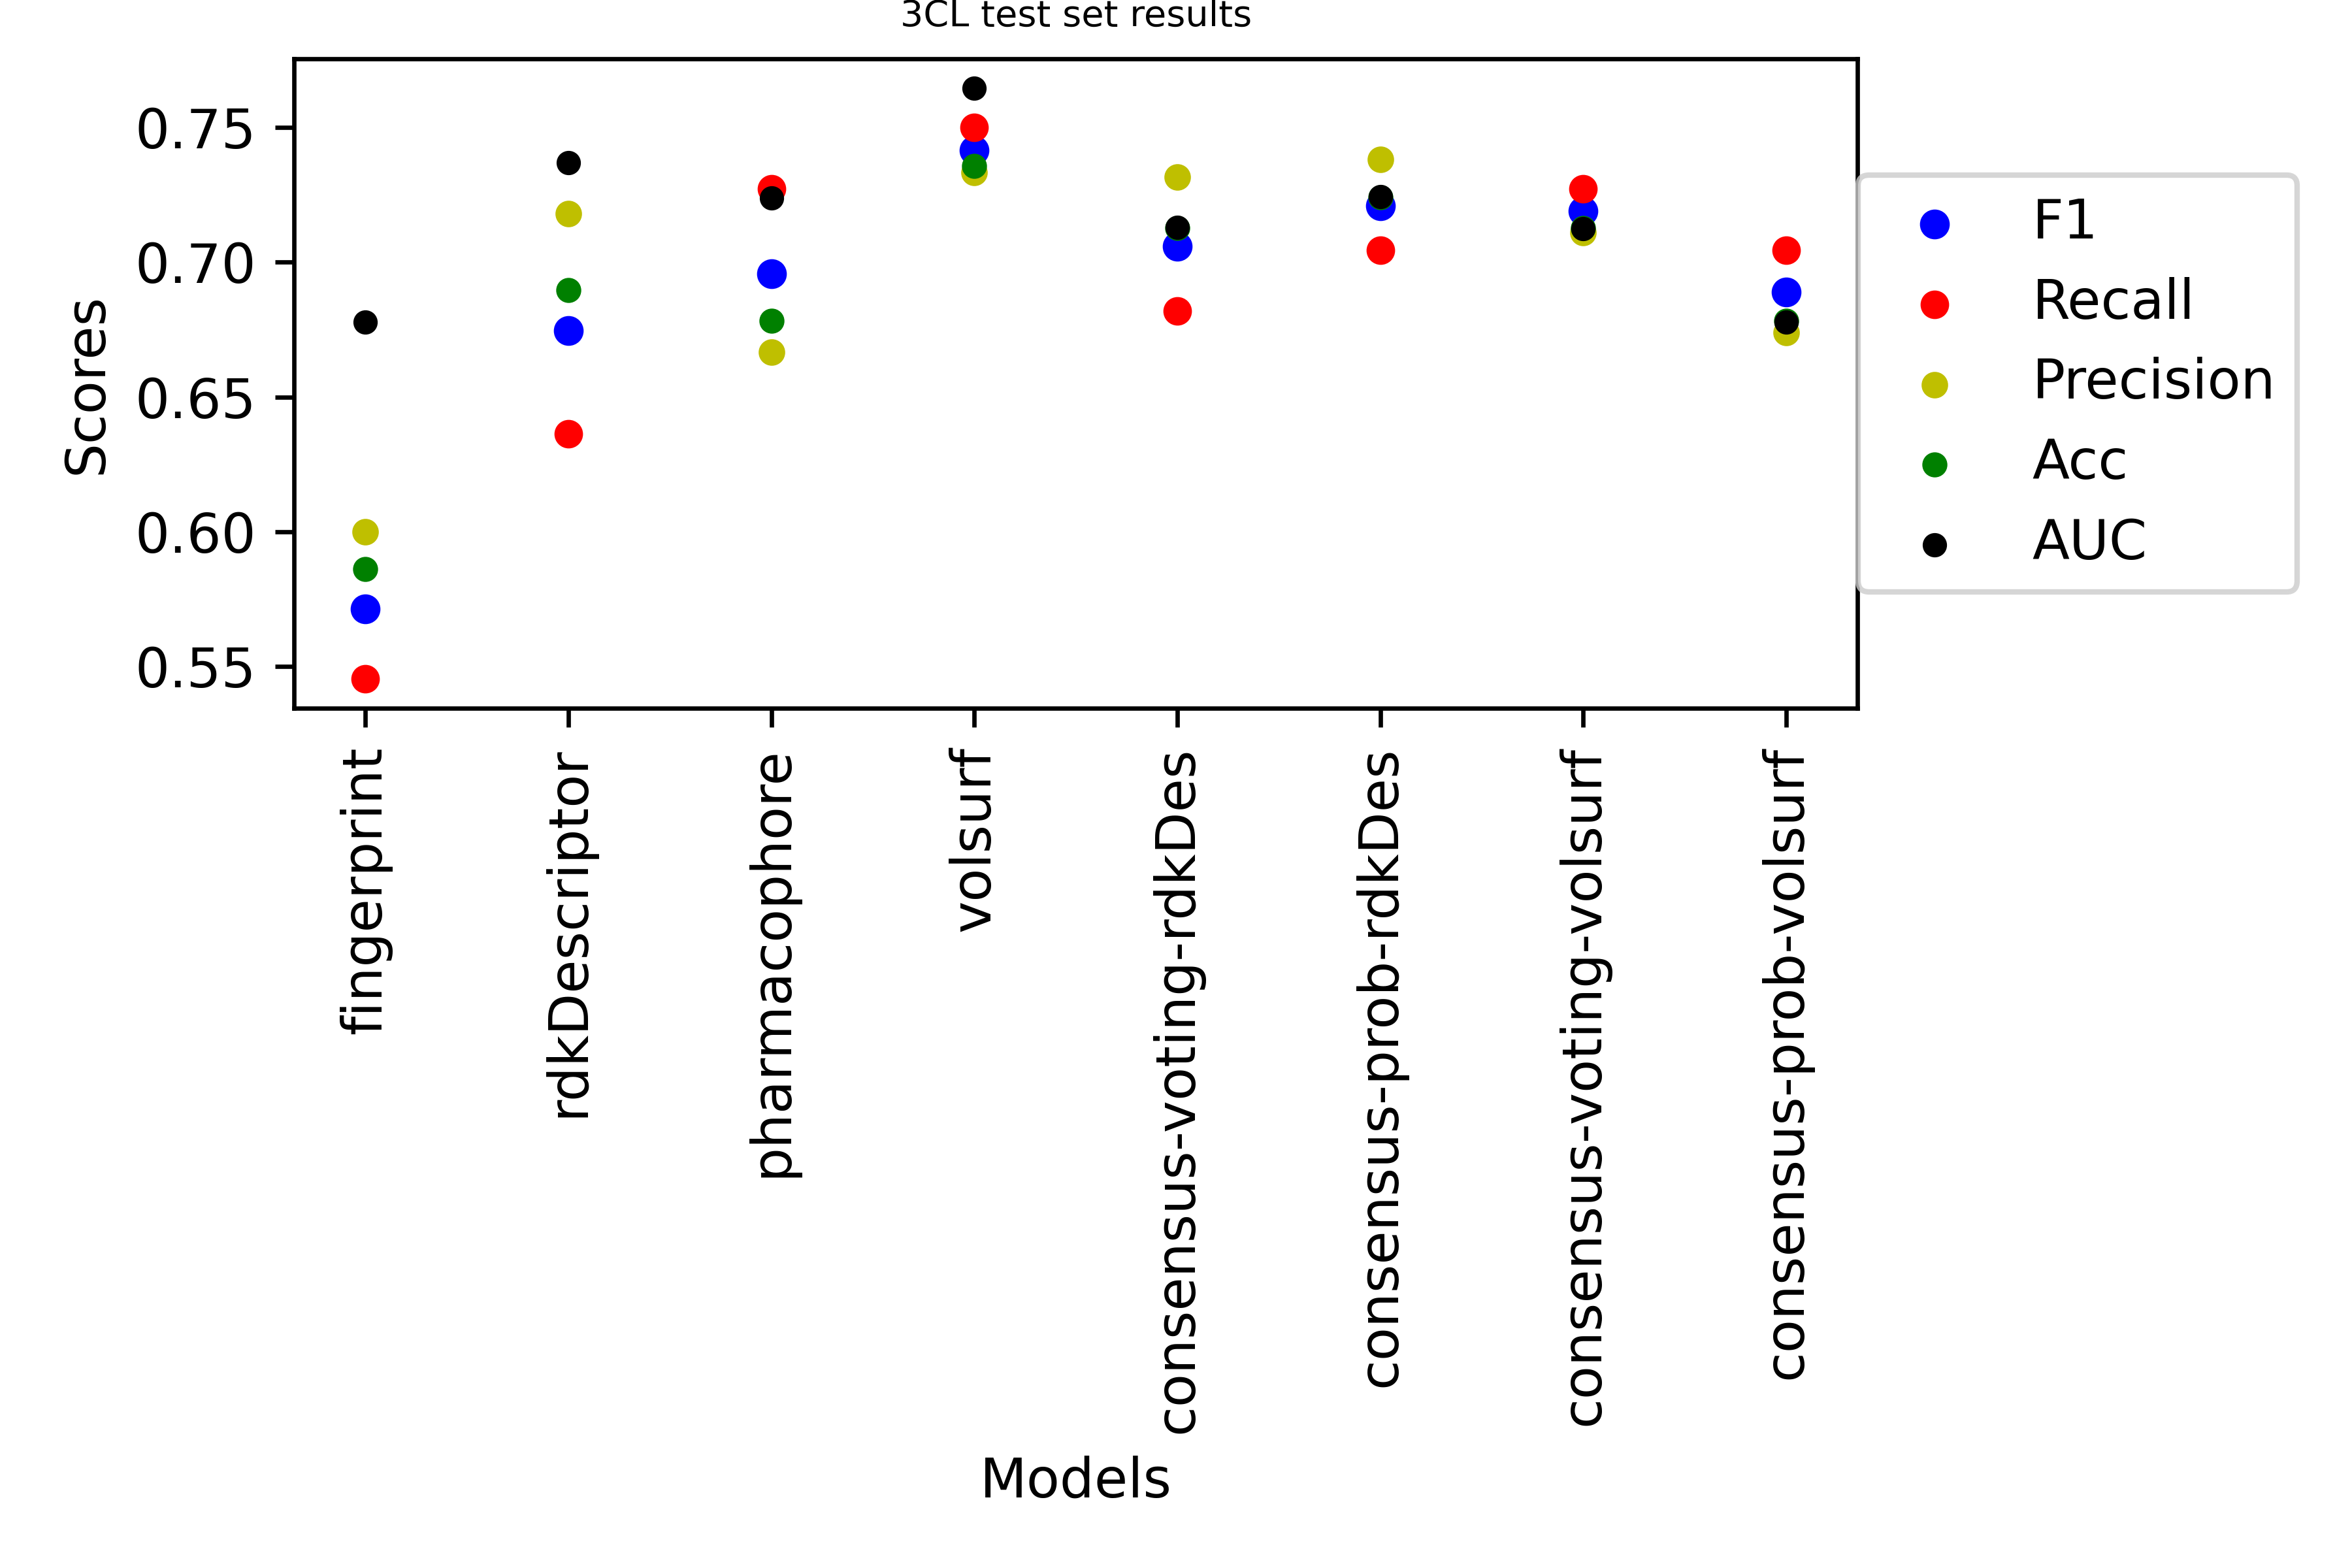 3CL test set results
Scores
0.75
0.70
0.65
0.60
0.55
F1
Recall
Precision
Acc
AUC
fingerprint
rdkDescriptor
pharmacophore
volsurf
consensus-voting-rdkDes
consensus-prob-rdkDes
consensus-voting-volsurf
consensus-prob-volsurf
Models